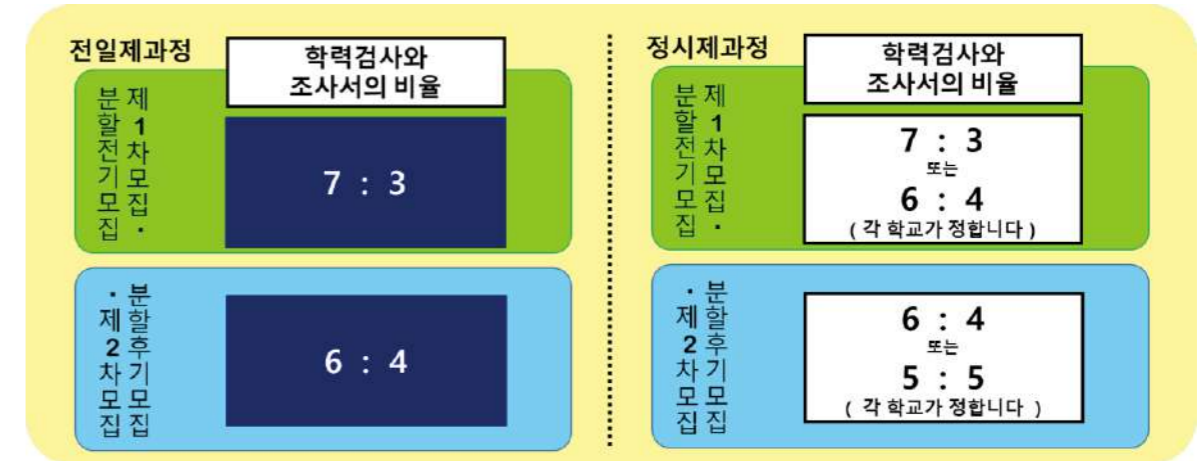 전일제과정
학력검사와
조사서의 비율
제1차모집・
분할전기모집
7 : 3
분할후기모집
・제2차모집
6 : 4
정시제과정
학력검사와
조사서의 비율
제1차모집・
분할전기모집
7 : 3
또는
6 : 4
( 각 학교가 정합니다 )
분할후기모집
・제2차모집
6 : 4
또는
5 : 5
( 각 학교가 정합니다 )